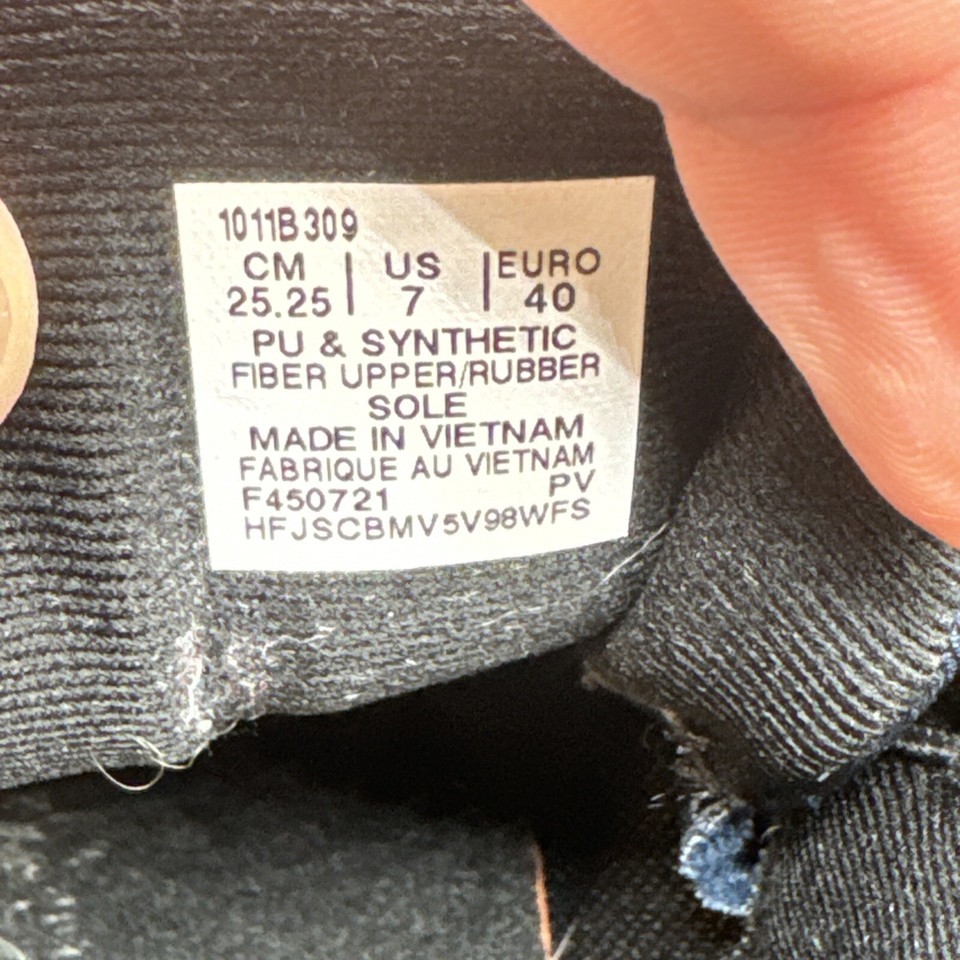 1011B309
CM | US | EURO
25.25 | 7 | 40
PU & SYNTHETIC
FIBER UPPER/RUBBER
SOLE
MADE IN VIETNAM
FABRIQUE AU VIETNAM
F450721 PV
HFJSCBMV5V98WFS